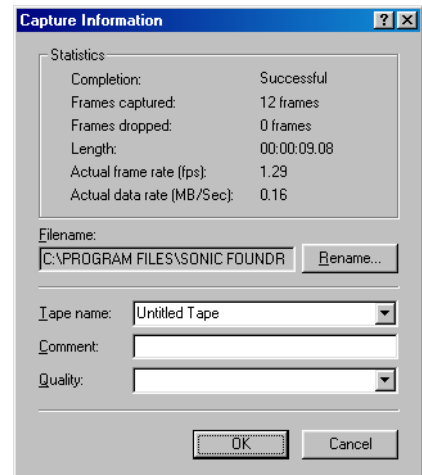 Capture Information
Statistics
Completion: Successful
Frames captured: 12 frames
Frames dropped: 0 frames
Length: 00:00:09.08
Actual frame rate (fps): 1.29
Actual data rate (MB/Sec): 0.16
Filename:
C:\PROGRAM FILES\SONIC FOUNDR Rename...
Tape name: Untitled Tape
Comment:
Quality:
OK Cancel